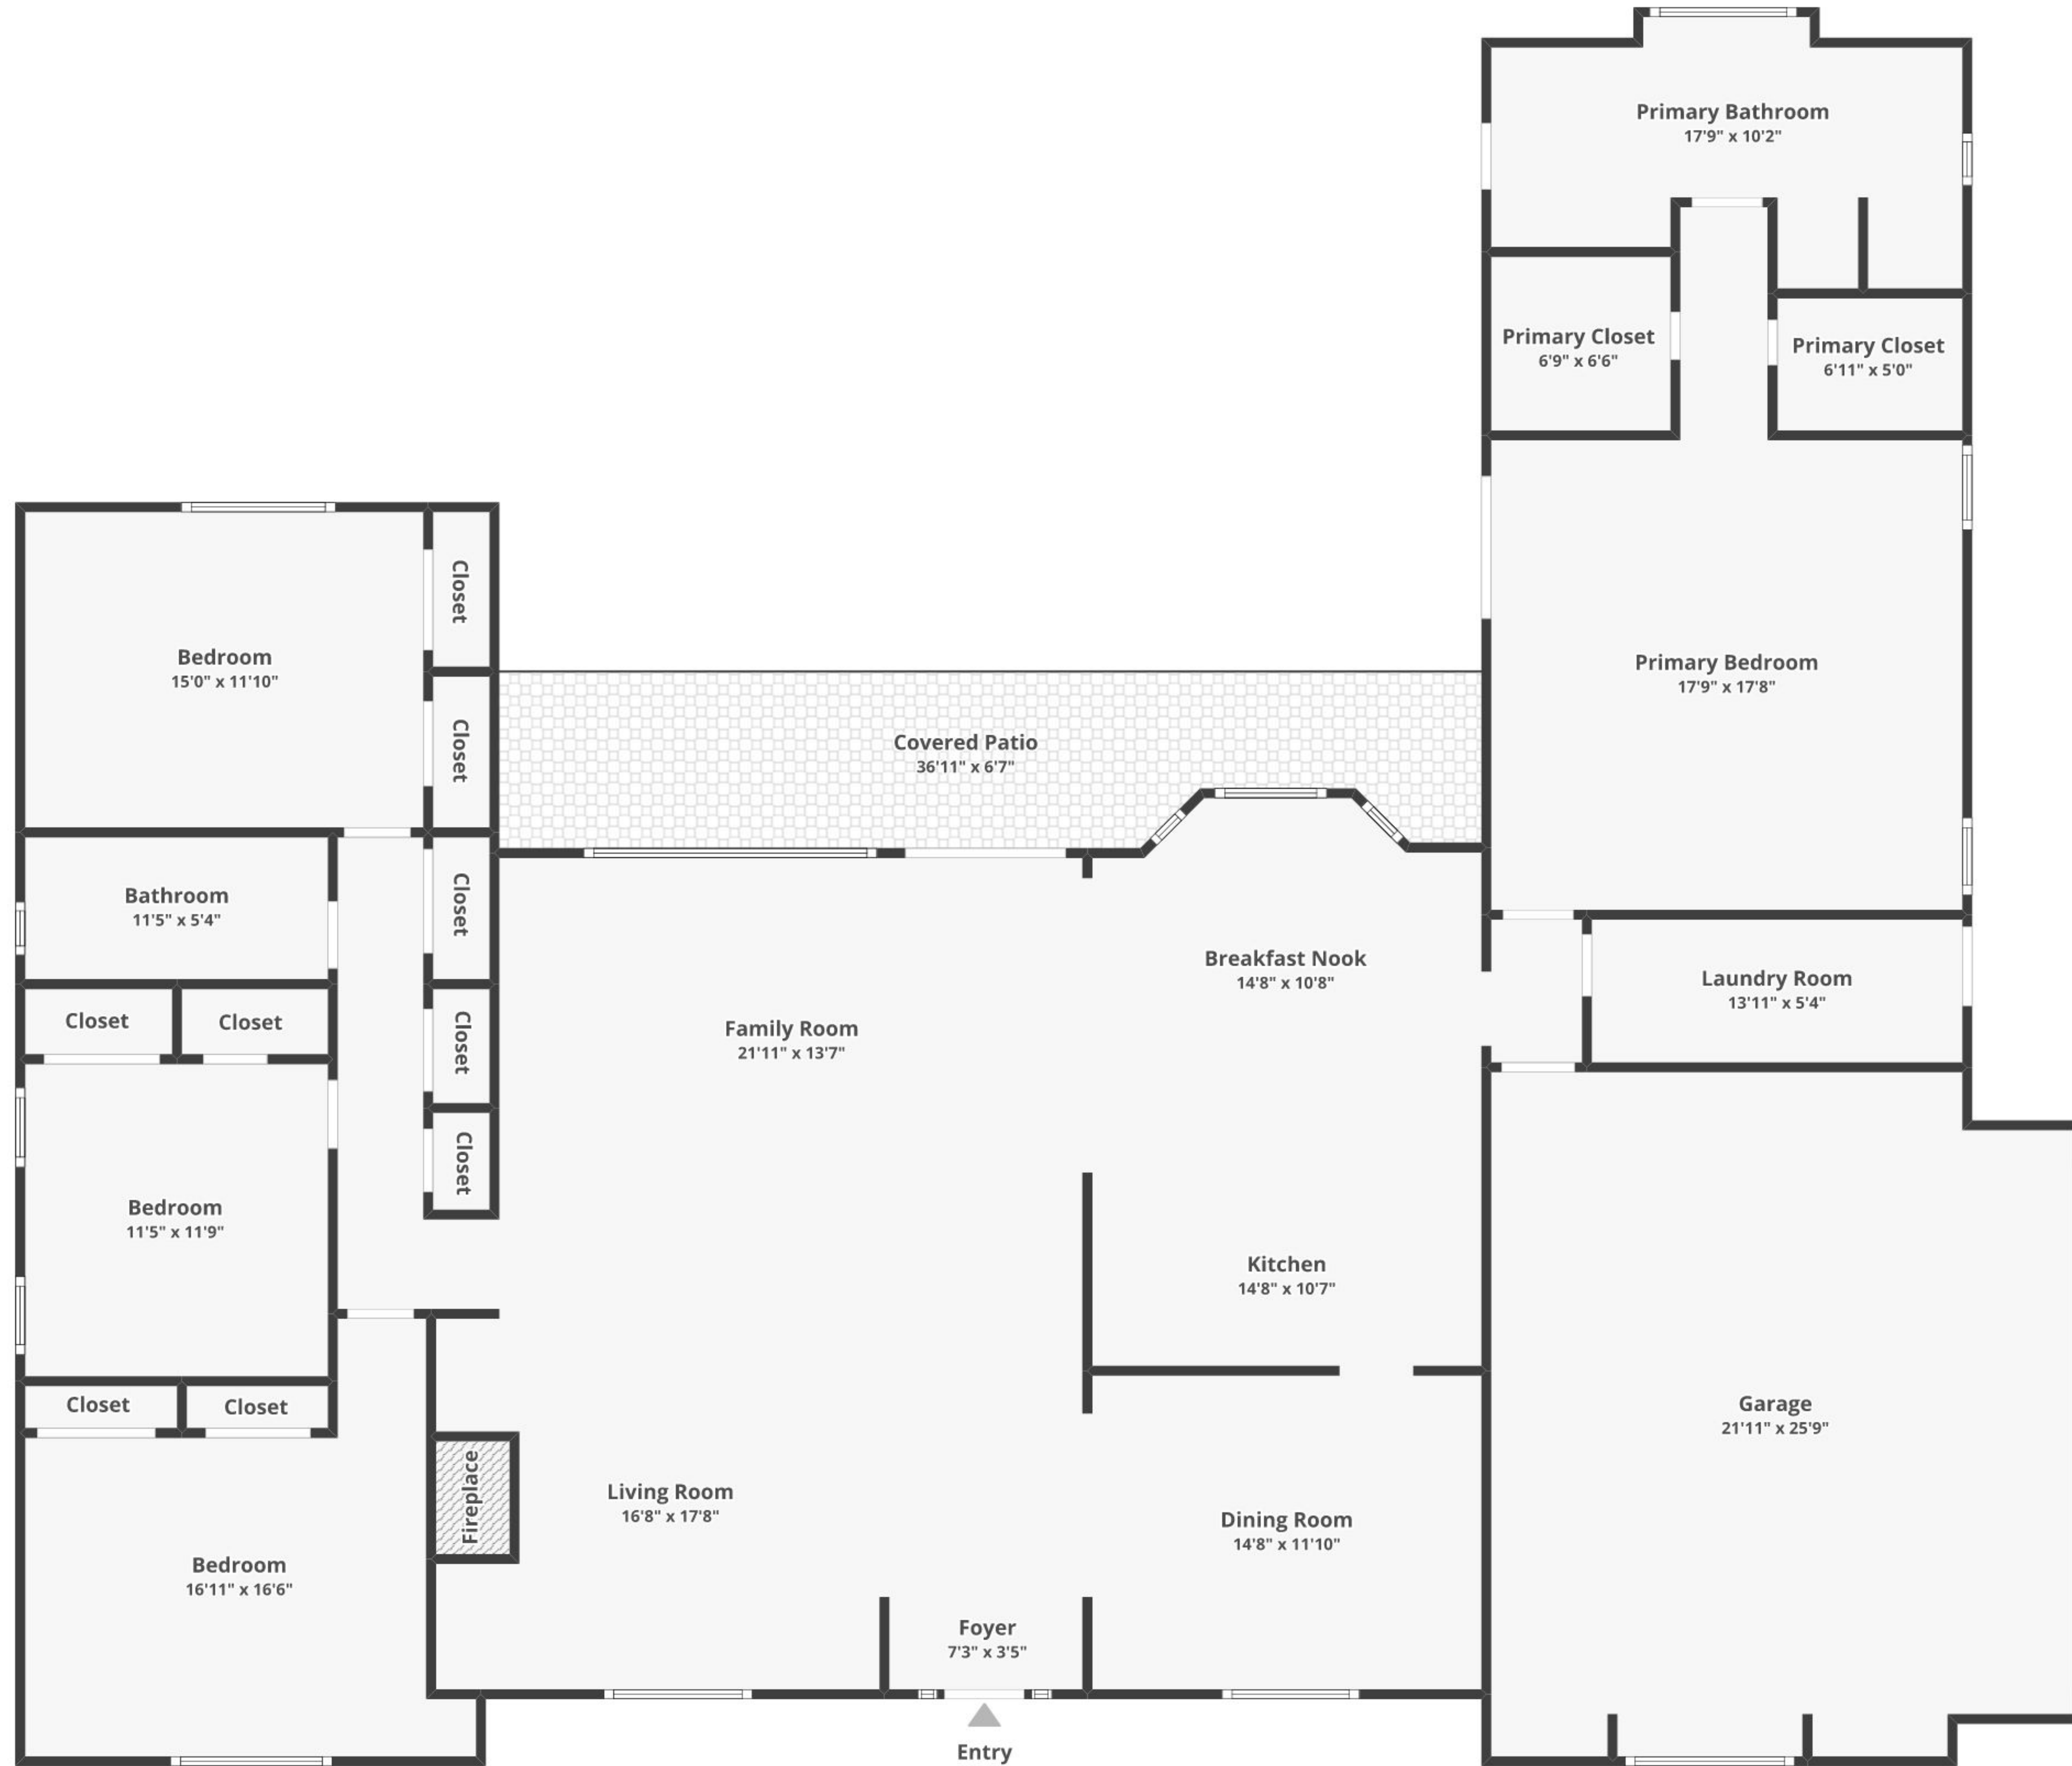 Primary Bathroom
17'9" x 10'2"
Primary Closet
6'9" x 6'6"
Primary Closet
6'11" x 5'0"
Closet
Bedroom
15'0" x 11'10"
Primary Bedroom
17'9" x 17'8"
Closet
Covered Patio
36'11" x 6'7"
Bathroom
11'5" x 5'4"
Closet
Breakfast Nook
14'8" x 10'8"
Laundry Room
13'11" x 5'4"
Closet
Closet
Closet
Family Room
21'11" x 13'7"
Closet
Bedroom
11'5" x 11'9"
Kitchen
14'8" x 10'7"
Closet
Closet
Garage
21'11" x 25'9"
Fireplace
Living Room
16'8" x 17'8"
Dining Room
14'8" x 11'10"
Bedroom
16'11" x 16'6"
Foyer
7'3" x 3'5"
Entry